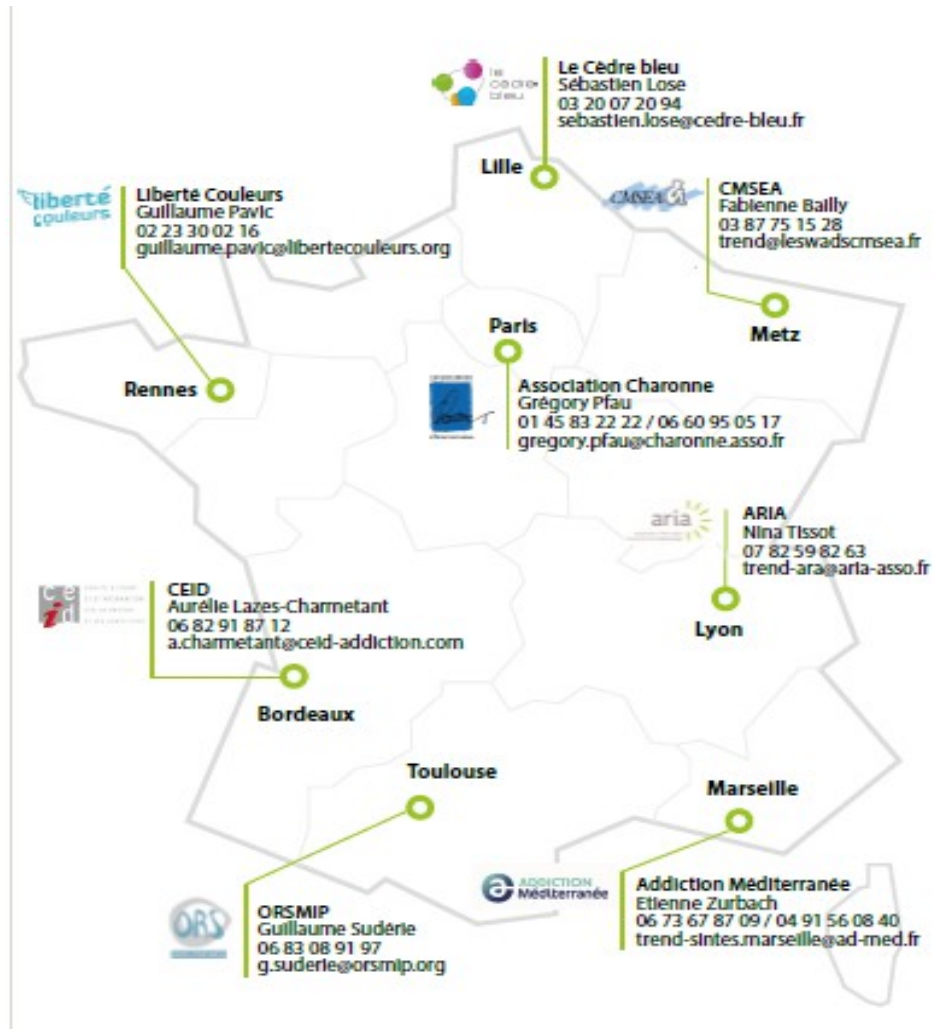 le
cèdre
bleu
Le Cèdre bleu
Sébastien Lose
03 20 07 20 94
sebastien.lose@cedre-bleu.fr
Lille
liberté
couleurs
Liberté Couleurs
Guillaume Pavic
02 23 30 02 16
guillaume.pavic@libertecouleurs.org
CMSEA
CMSEA
Fabienne Bailly
03 87 75 15 28
trend@leswadscmsea.fr
Metz
Paris
Rennes
Association Charonne
Grégory Pfau
01 45 83 22 22 / 06 60 95 05 17
gregory.pfau@charonne.asso.fr
aria
ARIA
Nina Tissot
07 82 59 82 63
trend-ara@aria-asso.fr
Lyon
ceid
CEID
Aurélie Lazes-Charmetant
06 82 91 87 12
a.charmetant@ceid-addiction.com
Bordeaux
Toulouse
Marseille
ADDICTION
Méditerranée
Addiction Méditerranée
Etienne Zurbach
06 73 67 87 09 / 04 91 56 08 40
trend-sintes.marseille@ad-med.fr
ORS
ORSMIP
Guillaume Sudérie
06 83 08 91 97
g.suderie@orsmip.org